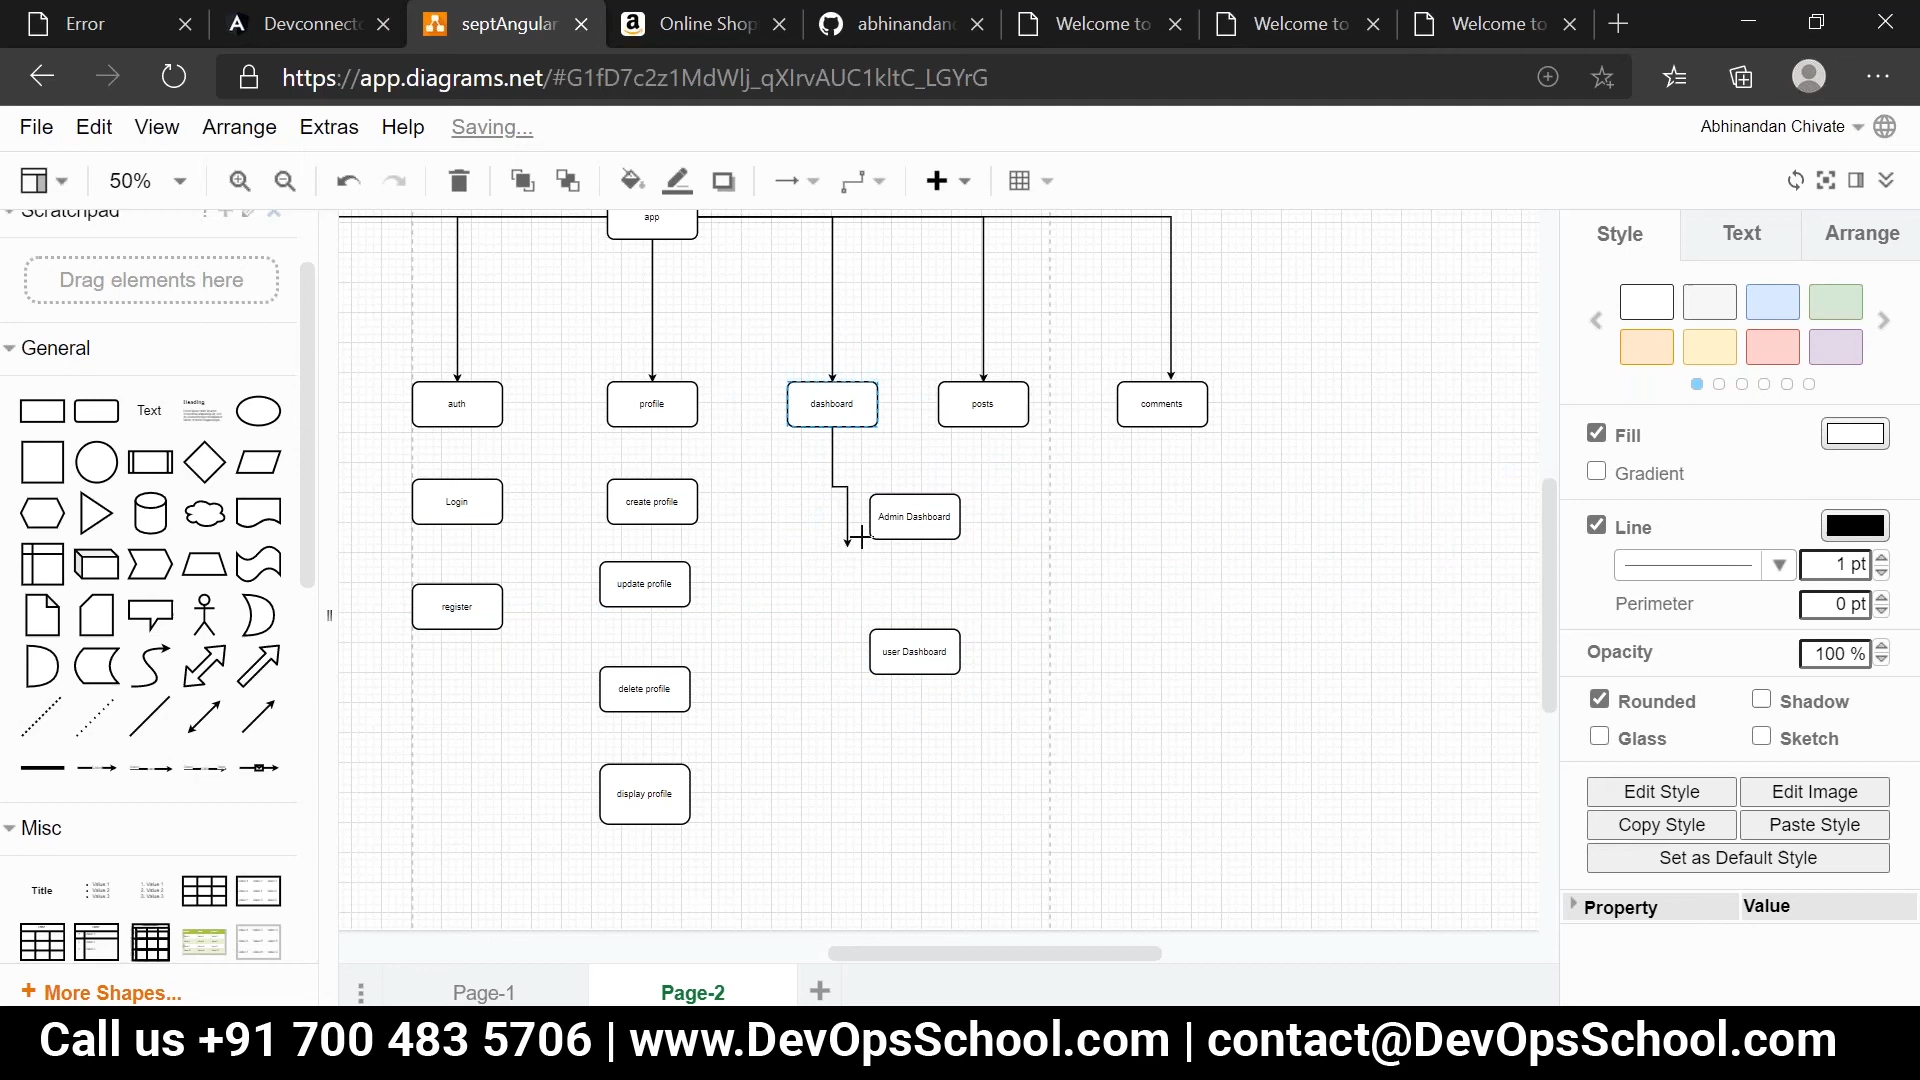 Error
Devconnecto
septAngular
Online Shop
abhinandan
Welcome to
Welcome to
Welcome to
https://app.diagrams.net/#G1fD7c2z1MdWlj_qXIrvAUC1kltC_LGYrG
File Edit View Arrange Extras Help Saving...
Abhinandan Chivate
50%
Scratchpad
Drag elements here
General
Text
Heading
Misc
Title
More Shapes...
app
auth
profile
dashboard
posts
comments
Login
create profile
Admin Dashboard
update profile
register
user Dashboard
delete profile
display profile
Page-1
Page-2
Style
Text
Arrange
Fill
Gradient
Line
1 pt
Perimeter
0 pt
Opacity
100 %
Rounded
Shadow
Glass
Sketch
Edit Style
Edit Image
Copy Style
Paste Style
Set as Default Style
Property
Value
Call us +91 700 483 5706 | www.DevOpsSchool.com | contact@DevOpsSchool.com